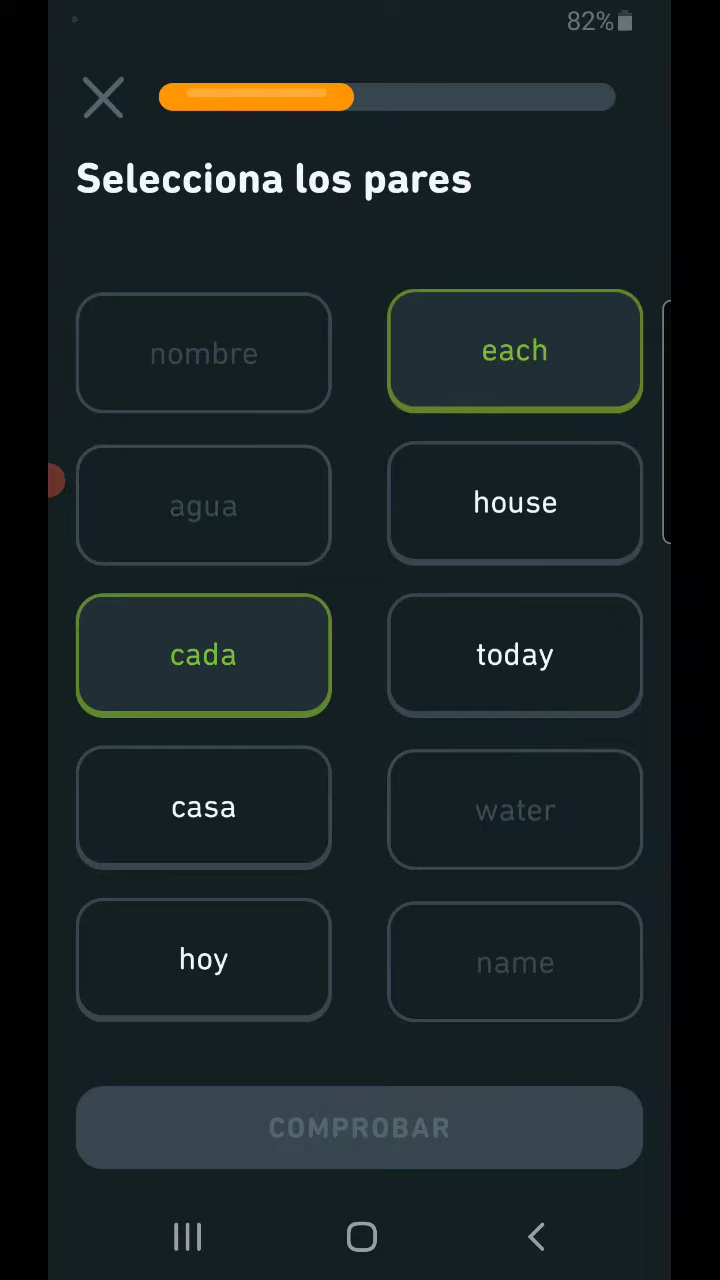 82%
Selecciona los pares
nombre each
agua house
cada today
casa water
hoy name
COMPROBAR